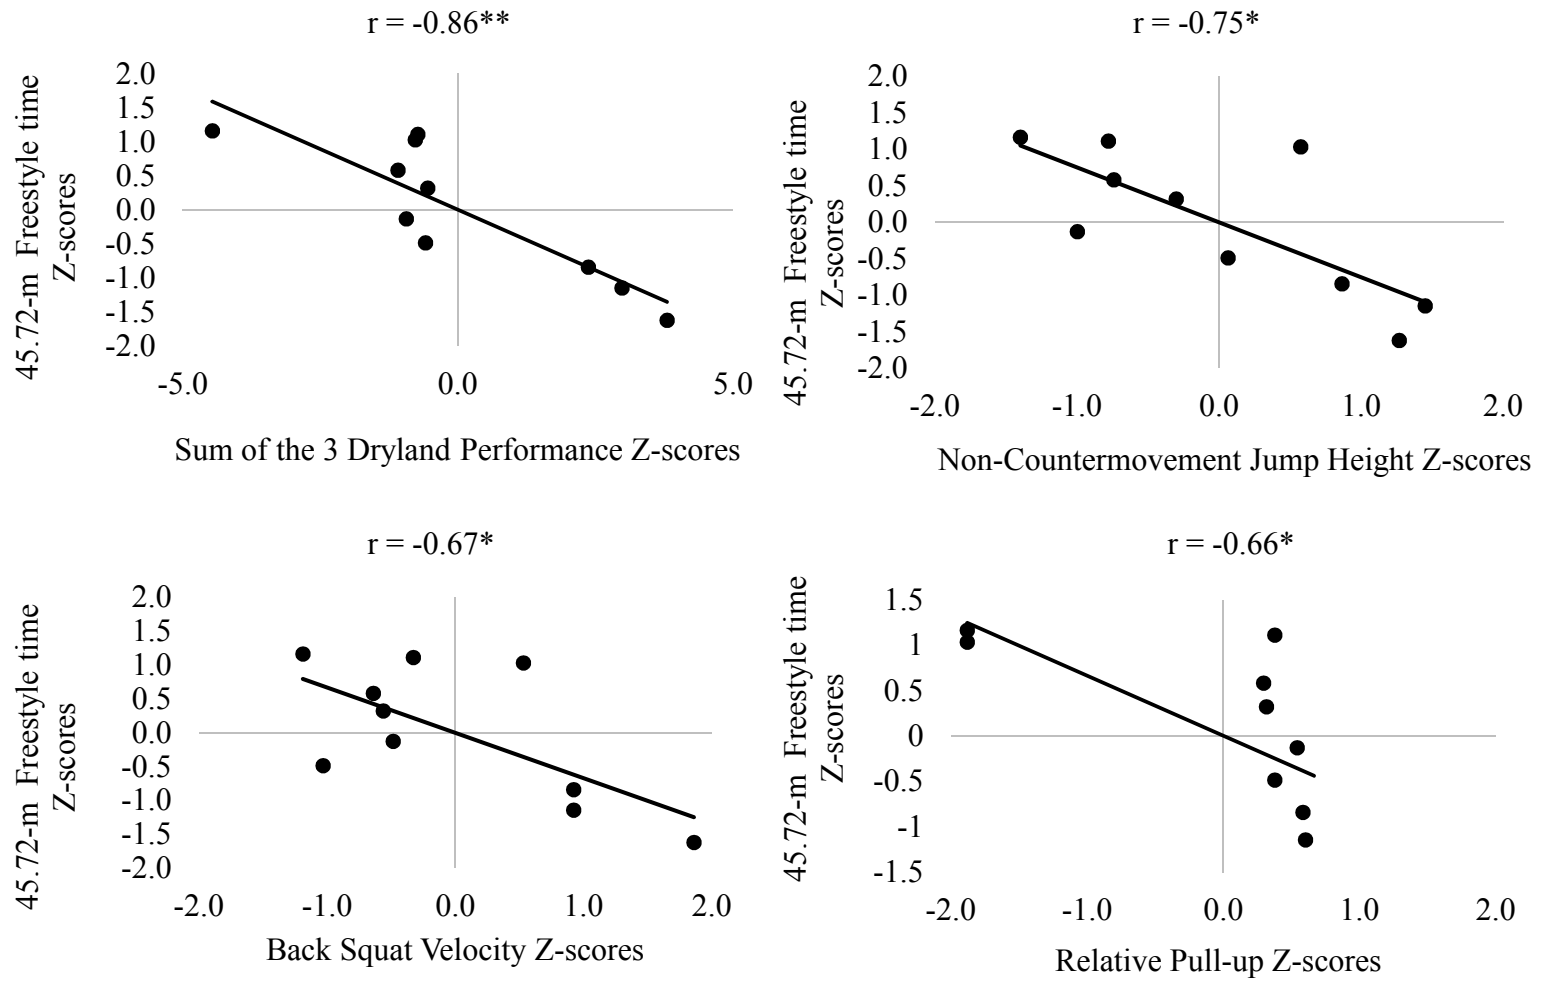 r = -0.86**
45.72-m Freestyle time
Z-scores
2.0
1.5
1.0
0.5
0.0
-0.5
-1.0
-1.5
-2.0
-5.0 0.0 5.0
Sum of the 3 Dryland Performance Z-scores
r = -0.75*
45.72-m Freestyle time
Z-scores
2.0
1.5
1.0
0.5
0.0
-0.5
-1.0
-1.5
-2.0
-2.0 -1.0 0.0 1.0 2.0
Non-Countermovement Jump Height Z-scores
r = -0.67*
45.72-m Freestyle time
Z-scores
2.0
1.5
1.0
0.5
0.0
-0.5
-1.0
-1.5
-2.0
-2.0 -1.0 0.0 1.0 2.0
Back Squat Velocity Z-scores
r = -0.66*
45.72-m Freestyle time
Z-scores
1.5
1
0.5
0
-0.5
-1
-1.5
-2.0 -1.0 0.0 1.0 2.0
Relative Pull-up Z-scores